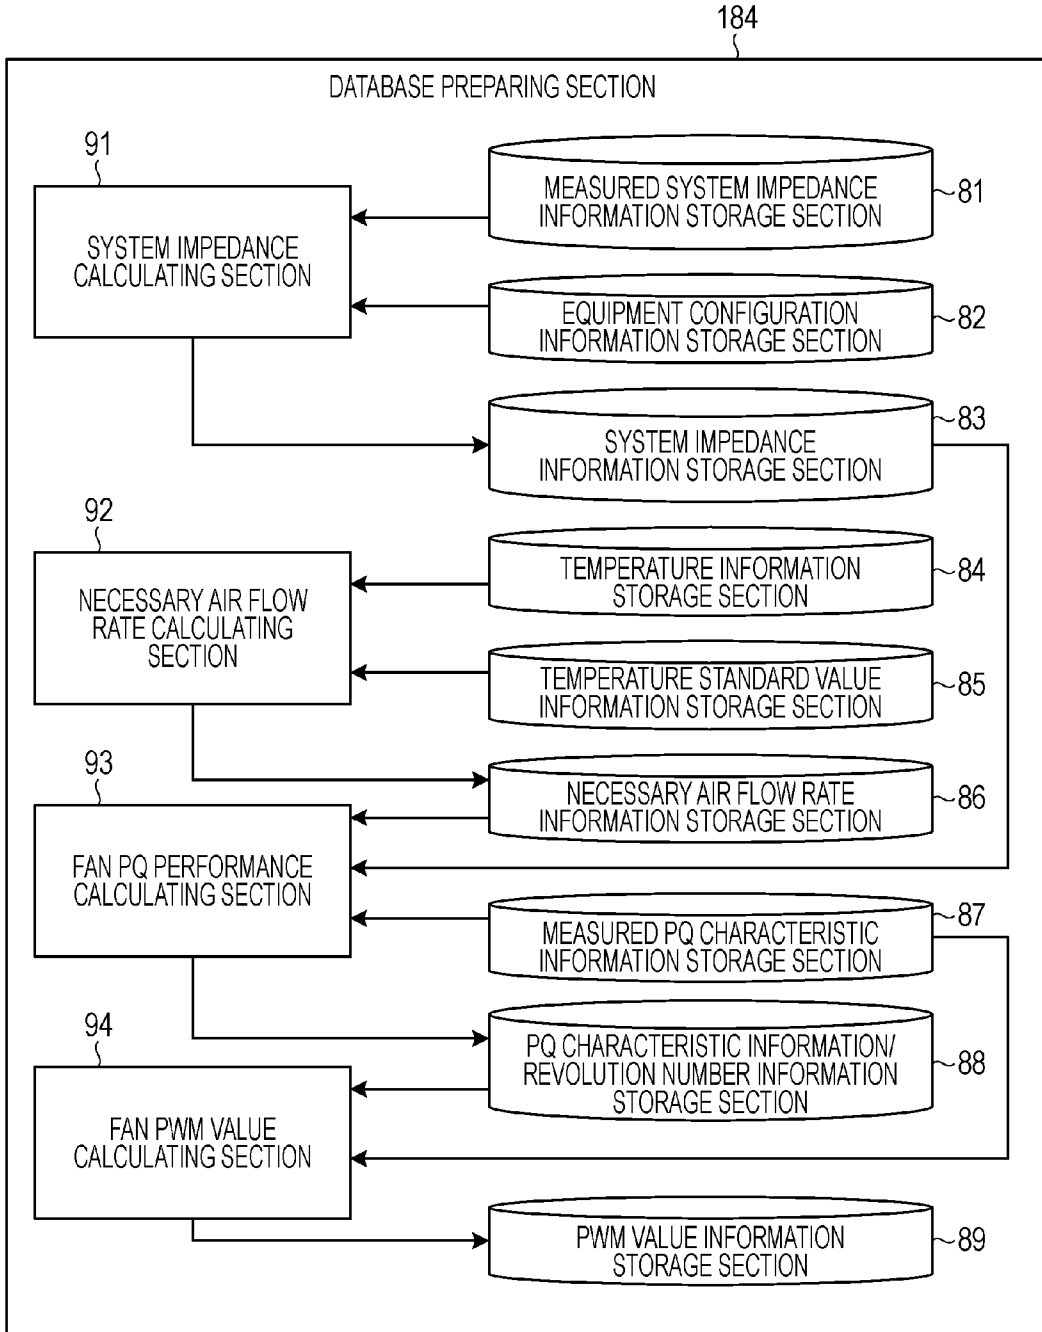 184
DATABASE PREPARING SECTION
91
SYSTEM IMPEDANCE
CALCULATING SECTION
MEASURED SYSTEM IMPEDANCE
INFORMATION STORAGE SECTION
81
EQUIPMENT CONFIGURATION
INFORMATION STORAGE SECTION
82
SYSTEM IMPEDANCE
INFORMATION STORAGE SECTION
83
92
NECESSARY AIR FLOW
RATE CALCULATING
SECTION
TEMPERATURE INFORMATION
STORAGE SECTION
84
TEMPERATURE STANDARD VALUE
INFORMATION STORAGE SECTION
85
NECESSARY AIR FLOW RATE
INFORMATION STORAGE SECTION
86
93
FAN PQ PERFORMANCE
CALCULATING SECTION
MEASURED PQ CHARACTERISTIC
INFORMATION STORAGE SECTION
87
PQ CHARACTERISTIC INFORMATION/
REVOLUTION NUMBER INFORMATION
STORAGE SECTION
88
94
FAN PWM VALUE
CALCULATING SECTION
PWM VALUE INFORMATION
STORAGE SECTION
89